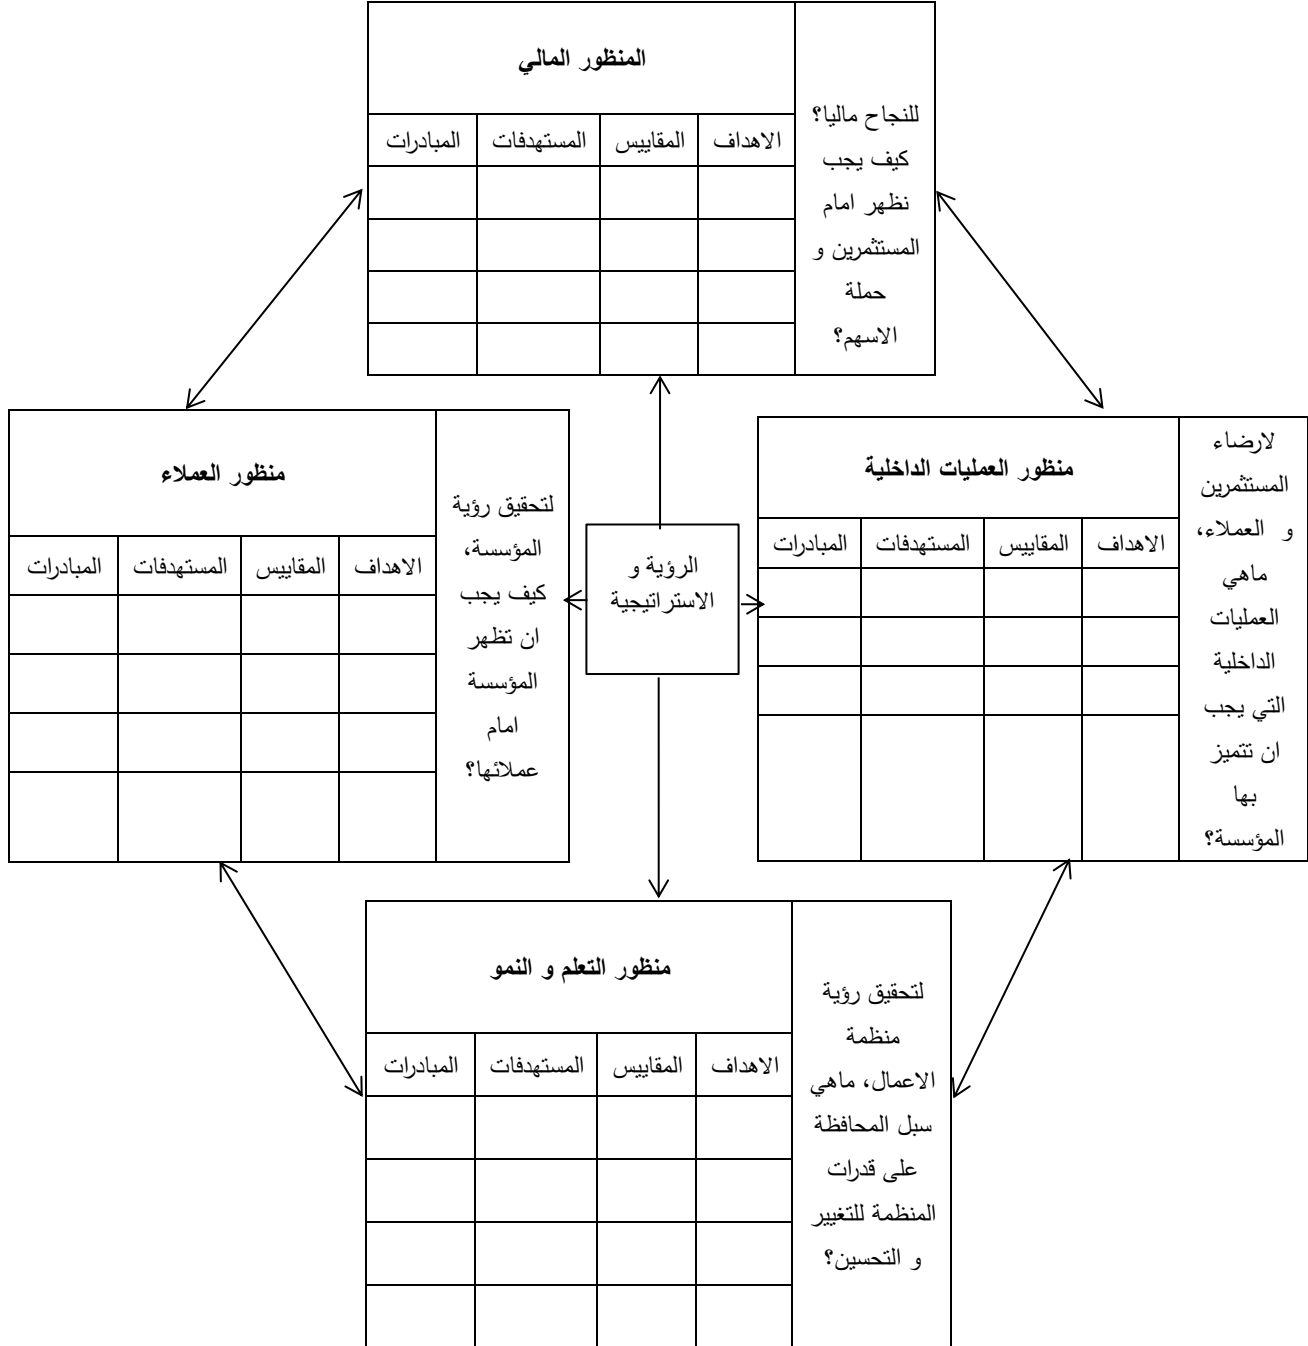 المنظور المالي
الاهداف المقاييس المستهدفات المبادرات
للنجاح ماليا؟
كيف يجب
نظهر امام
المستثمرين و
حملة
الاسهم؟
منظور العمليات الداخلية
الاهداف المقاييس المستهدفات المبادرات
لارضاء
المستثمرين
و العملاء،
ماهي
العمليات
الداخلية
التي يجب
ان تتميز
بها
المؤسسة؟
الرؤية و
الاستراتيجية
منظور العملاء
الاهداف المقاييس المستهدفات المبادرات
لتحقيق رؤية
المؤسسة،
كيف يجب
ان تظهر
المؤسسة
امام
عملائها؟
منظور التعلم و النمو
الاهداف المقاييس المستهدفات المبادرات
لتحقيق رؤية
منظمة
الاعمال، ماهي
سبل المحافظة
على قدرات
المنظمة للتغيير
و التحسين؟